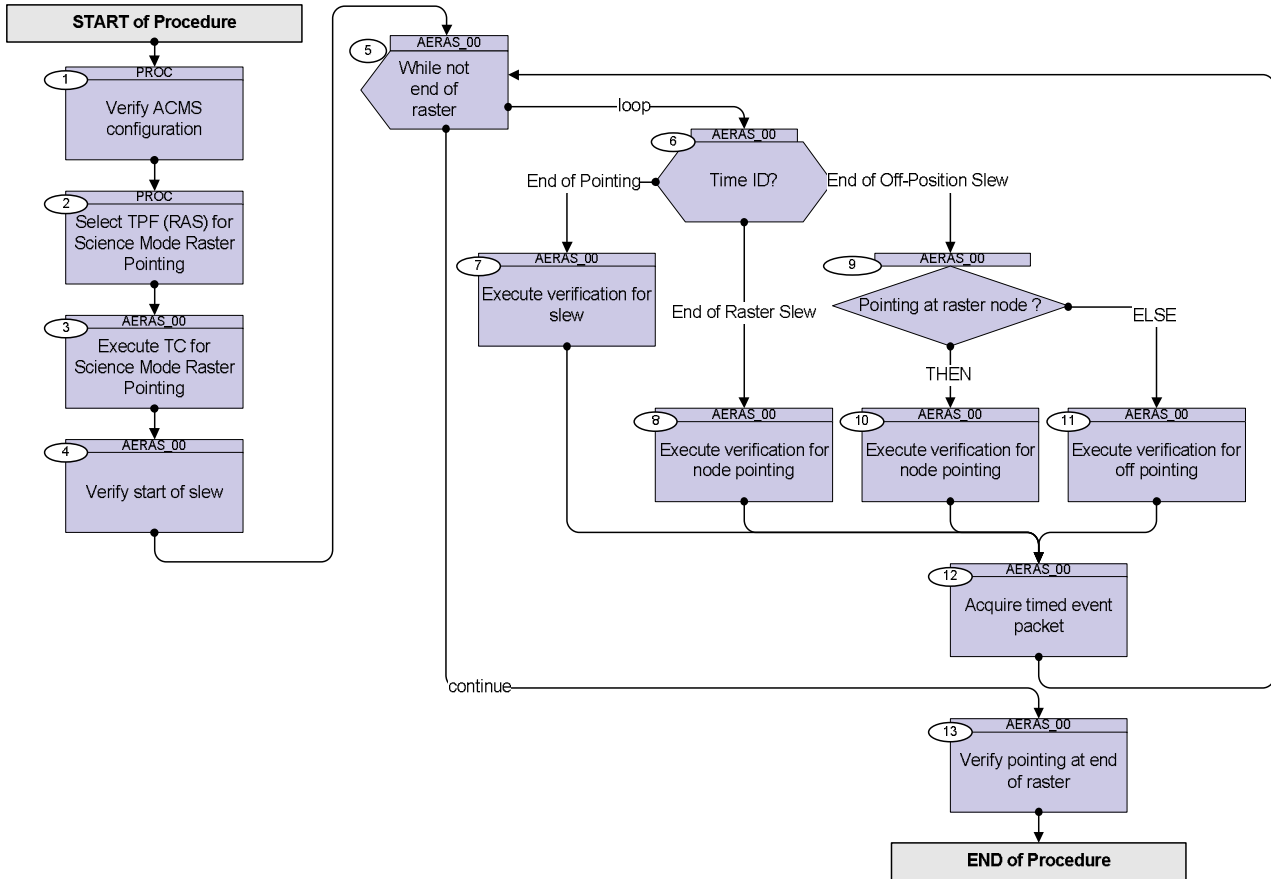 START of Procedure
1
PROC
Verify ACMS
configuration
2
PROC
Select TPF (RAS) for
Science Mode Raster
Pointing
3
AERAS_00
Execute TC for
Science Mode Raster
Pointing
4
AERAS_00
Verify start of slew
5
AERAS_00
While not
end of
raster
loop
6
AERAS_00
Time ID?
End of Pointing
End of Off-Position Slew
7
AERAS_00
Execute verification for
slew
End of Raster Slew
9
AERAS_00
Pointing at raster node ?
ELSE
THEN
8
AERAS_00
Execute verification for
node pointing
10
AERAS_00
Execute verification for
node pointing
11
AERAS_00
Execute verification for
off pointing
12
AERAS_00
Acquire timed event
packet
continue
13
AERAS_00
Verify pointing at end
of raster
END of Procedure